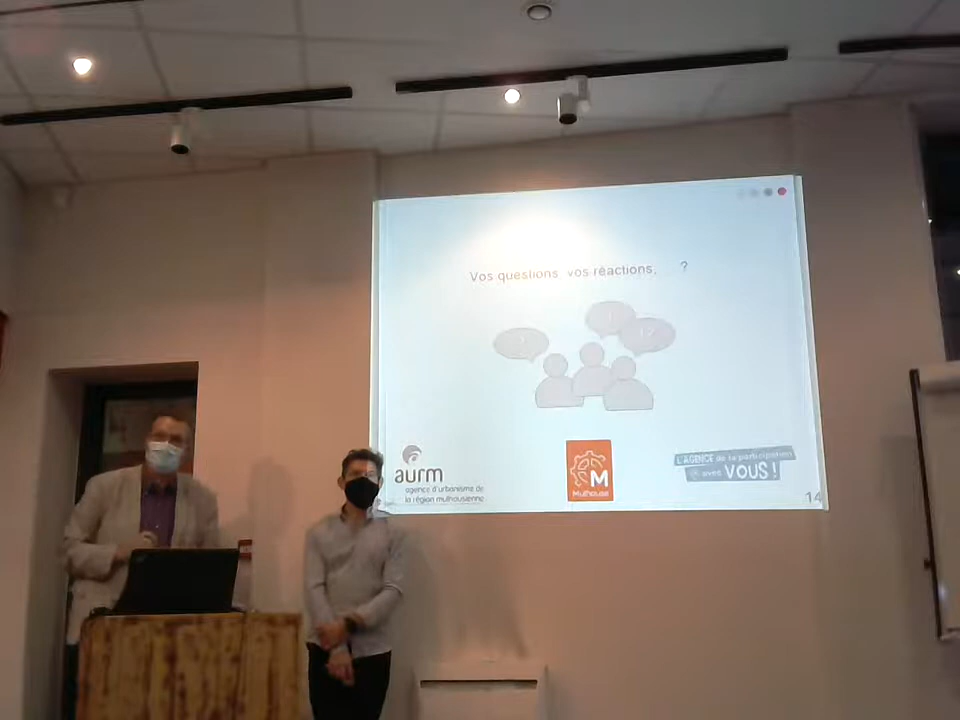 Vos questions, vos réactions, ?
? ! !?
aurm
agence d'urbanisme de
la région mulhousienne
M
Mulhouse
L'AGENCE de la participation
avec VOUS !
14